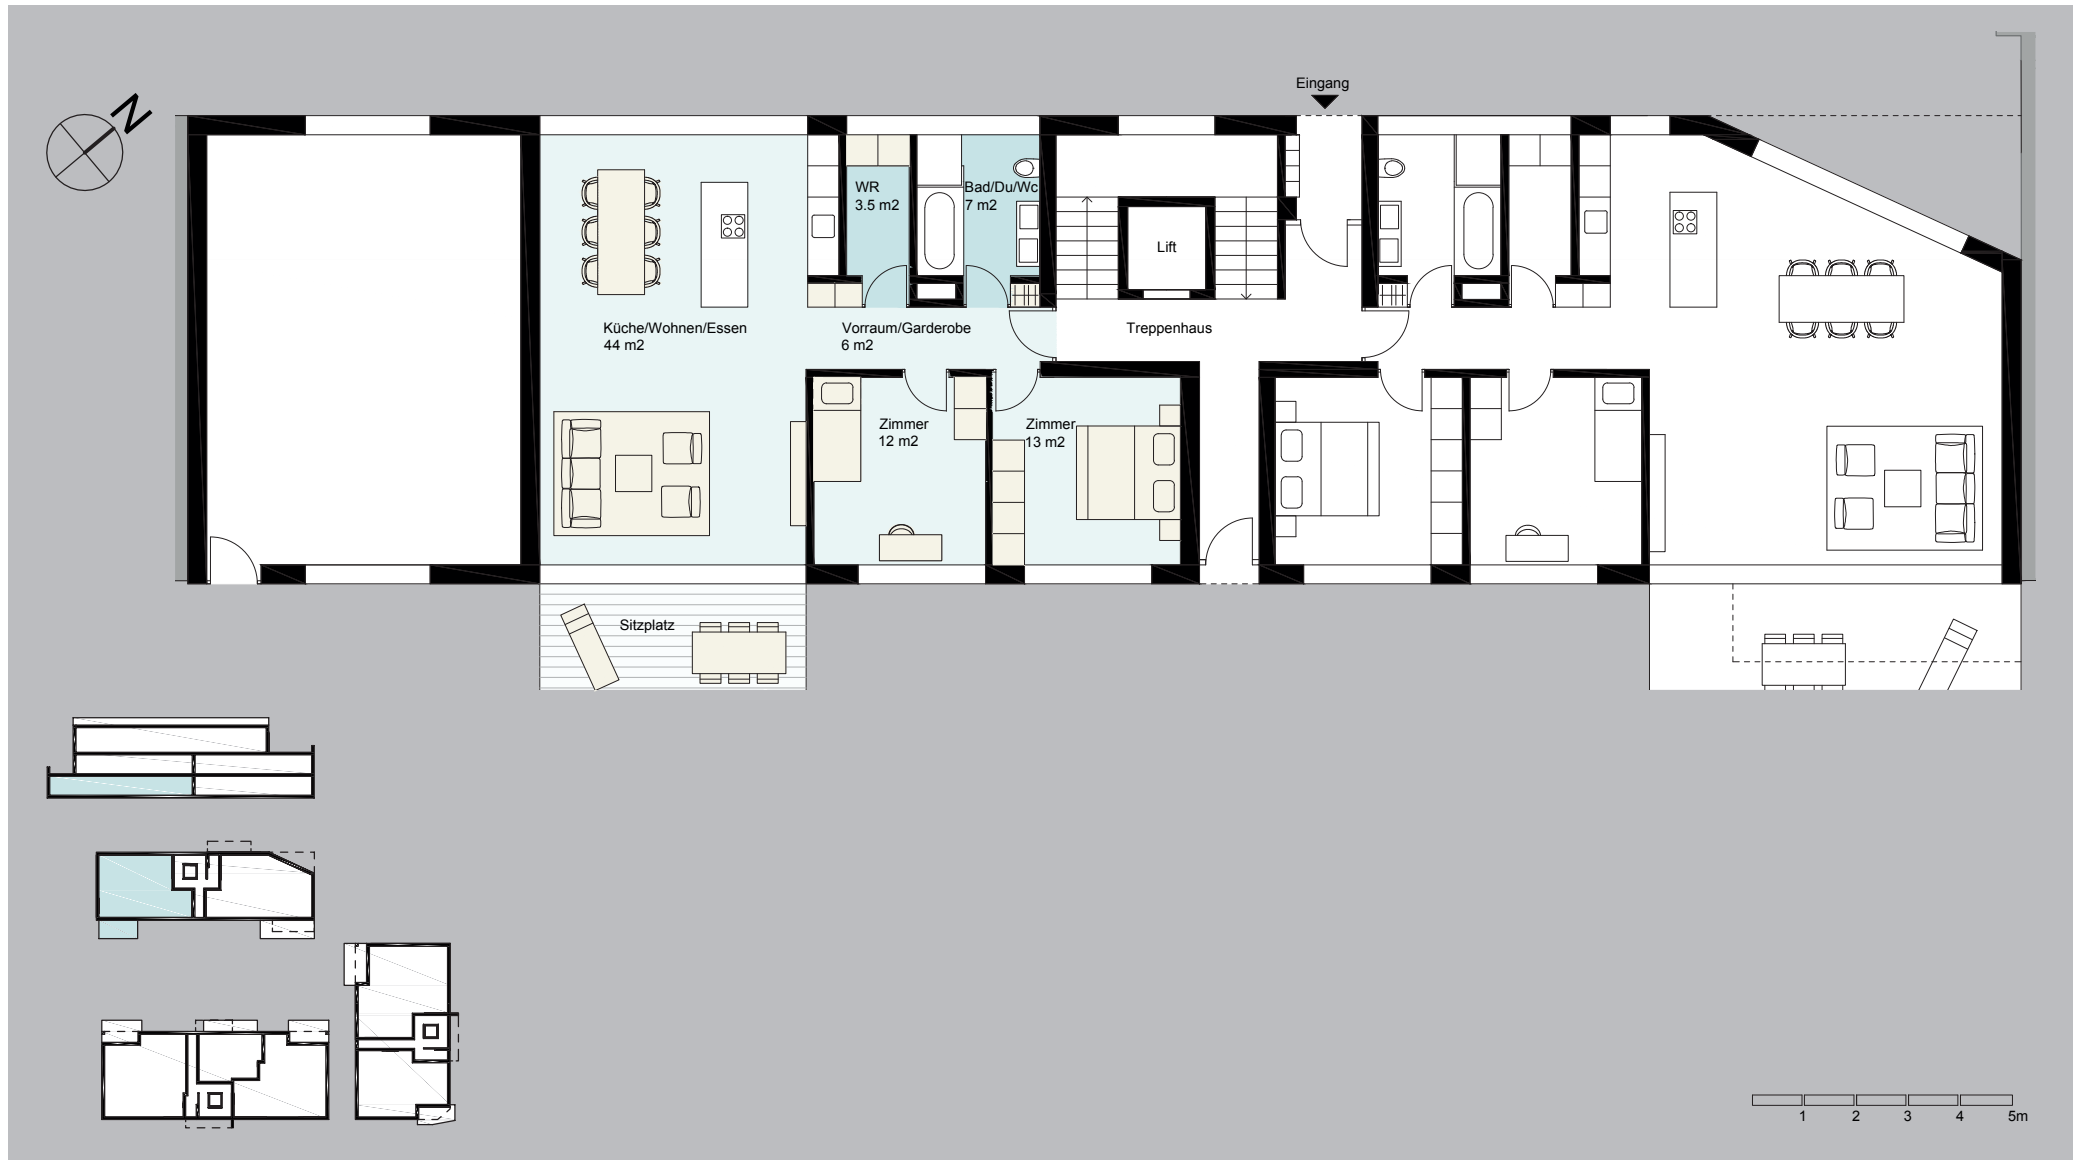 Eingang
N
WR
3.5 m2
Bad/Du/Wc
7 m2
Lift
Küche/Wohnen/Essen
44 m2
Vorraum/Garderobe
6 m2
Treppenhaus
Zimmer
12 m2
Zimmer
13 m2
Sitzplatz
1 2 3 4 5m